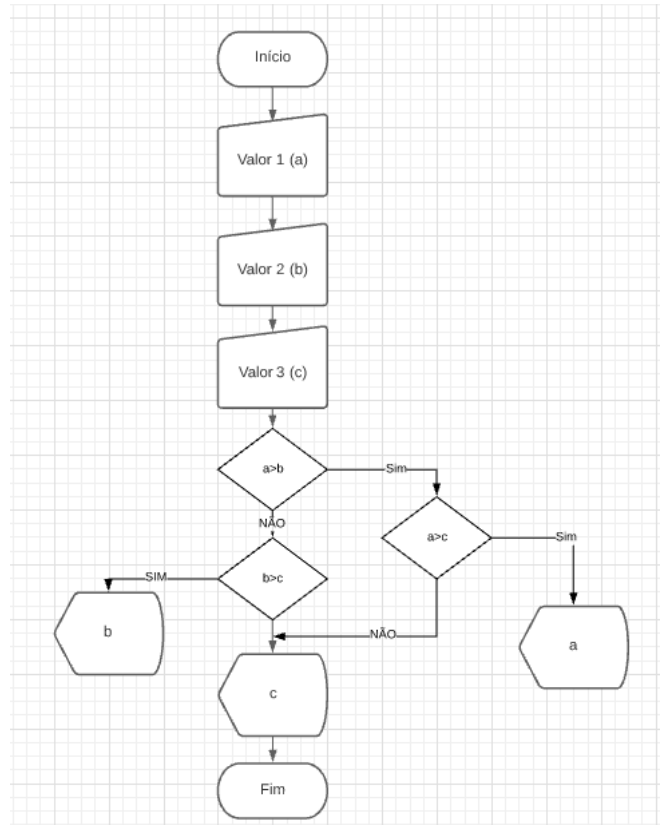 Início
Valor 1 (a)
Valor 2 (b)
Valor 3 (c)
a>b
Sim
NÃO
a>c
Sim
b>c
SIM
NÃO
b
a
c
Fim